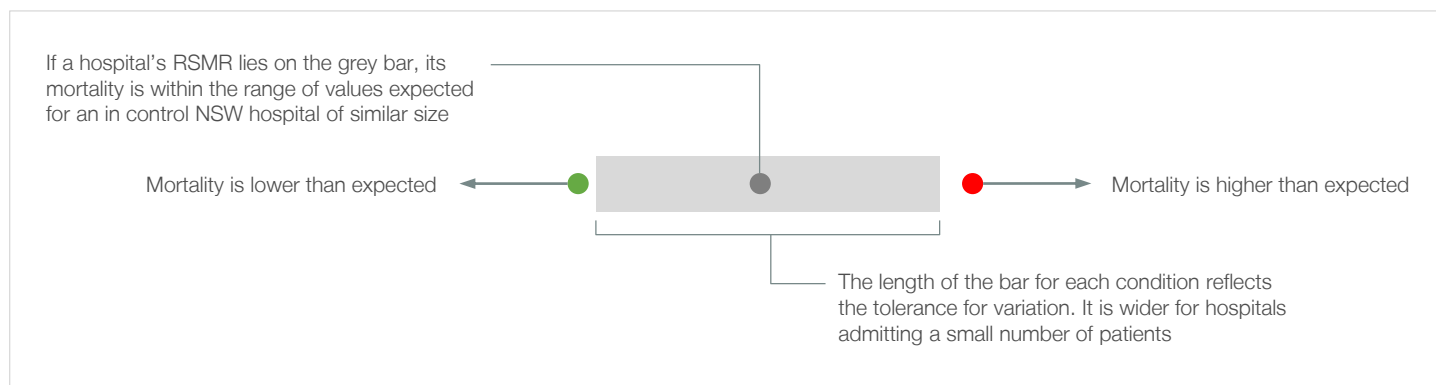 If a hospital’s RSMR lies on the grey bar, its
mortality is within the range of values expected
for an in control NSW hospital of similar size
Mortality is lower than expected
Mortality is higher than expected
The length of the bar for each condition reflects
the tolerance for variation. It is wider for hospitals
admitting a small number of patients